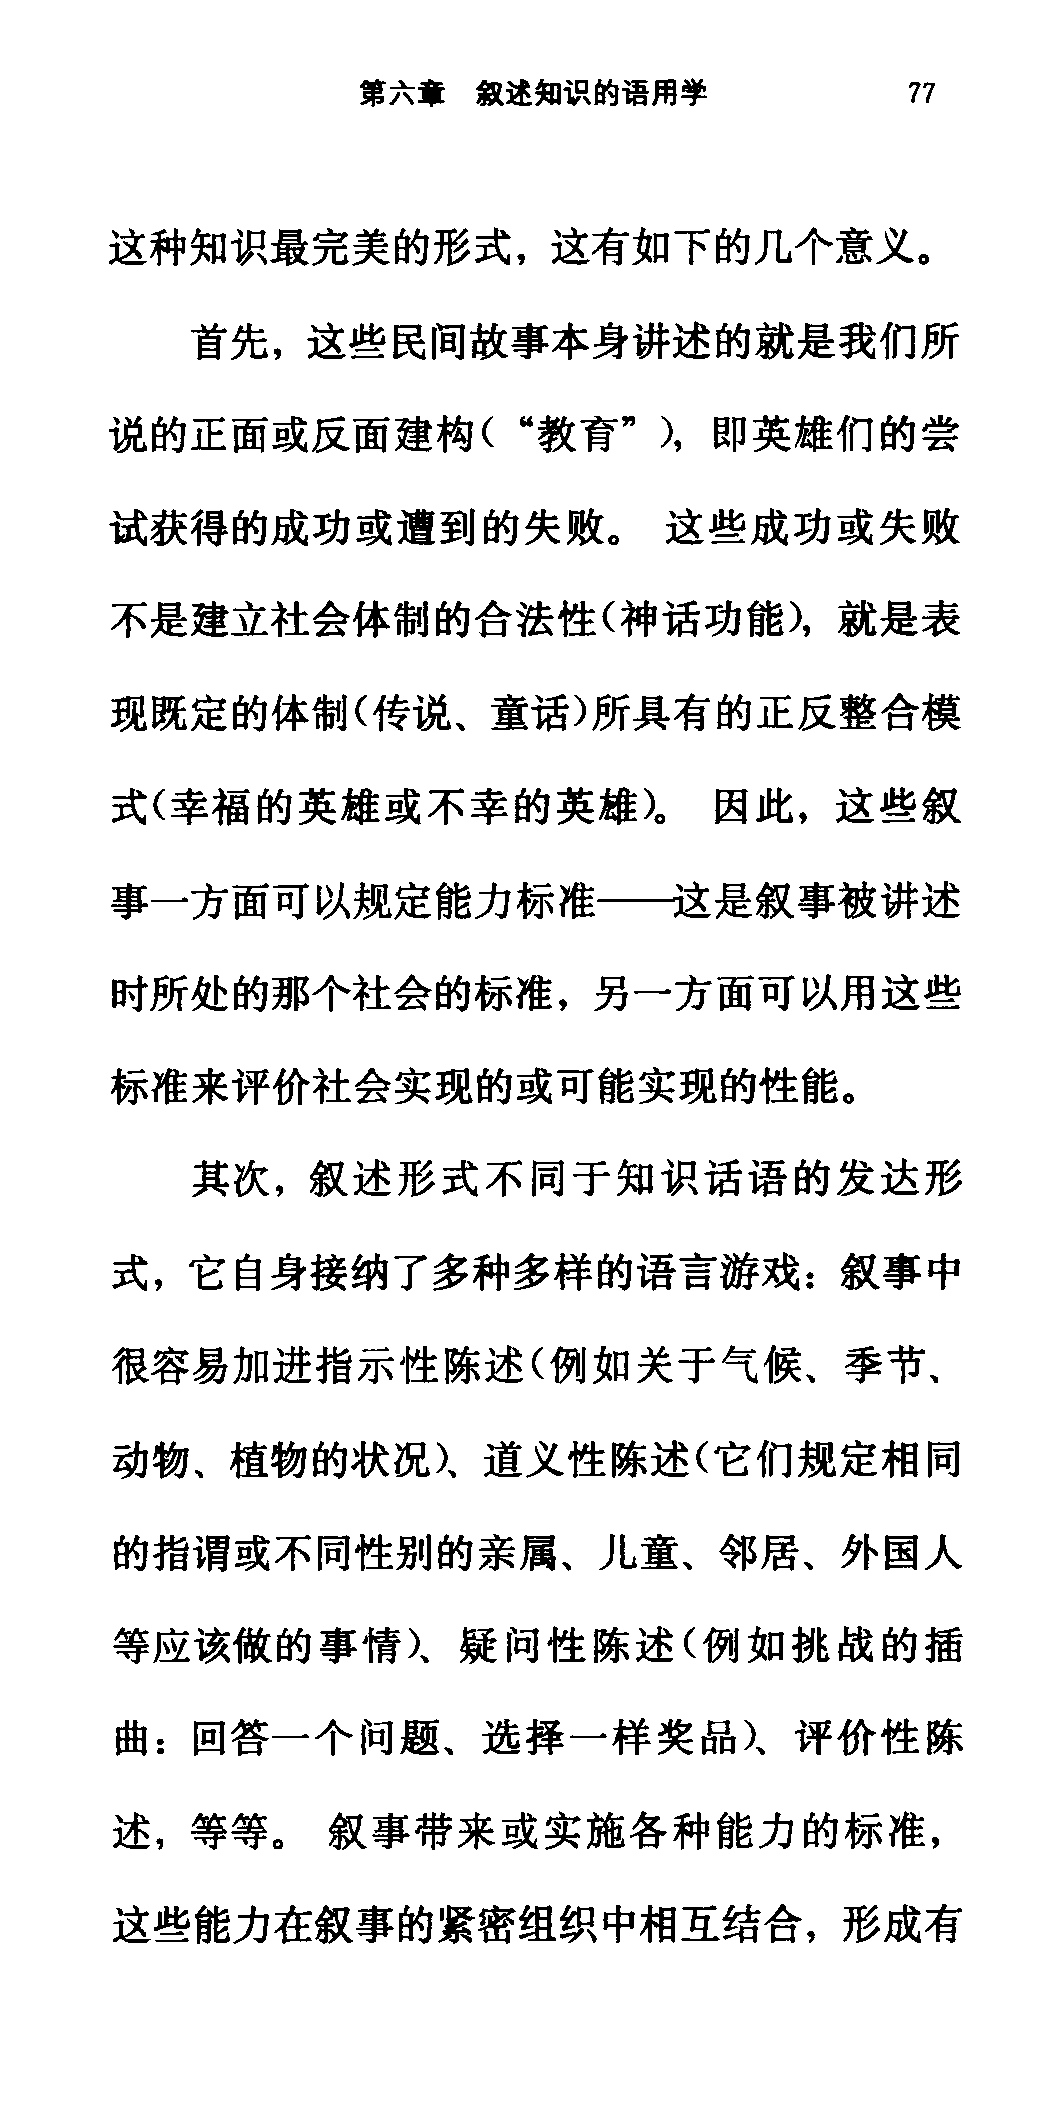 第六章　叙述知识的语用学　77
这种知识最完美的形式，这有如下的几个意义。
首先，这些民间故事本身讲述的就是我们所
说的正面或反面建构（“教育”），即英雄们的尝
试获得的成功或遭到的失败。 这些成功或失败
不是建立社会体制的合法性（神话功能），就是表
现既定的体制（传说、童话）所具有的正反整合模
式（幸福的英雄或不幸的英雄）。 因此，这些叙
事一方面可以规定能力标准——这是叙事被讲述
时所处的那个社会的标准，另一方面可以用这些
标准来评价社会实现的或可能实现的性能。
其次，叙述形式不同于知识话语的发达形
式，它自身接纳了多种多样的语言游戏：叙事中
很容易加进指示性陈述（例如关于气候、季节、
动物、植物的状况）、道义性陈述（它们规定相同
的指谓或不同性别的亲属、儿童、邻居、外国人
等应该做的事情）、疑问性陈述（例如挑战的插
曲：回答一个问题、选择一样奖品）、评价性陈
述，等等。 叙事带来或实施各种能力的标准，
这些能力在叙事的紧密组织中相互结合，形成有